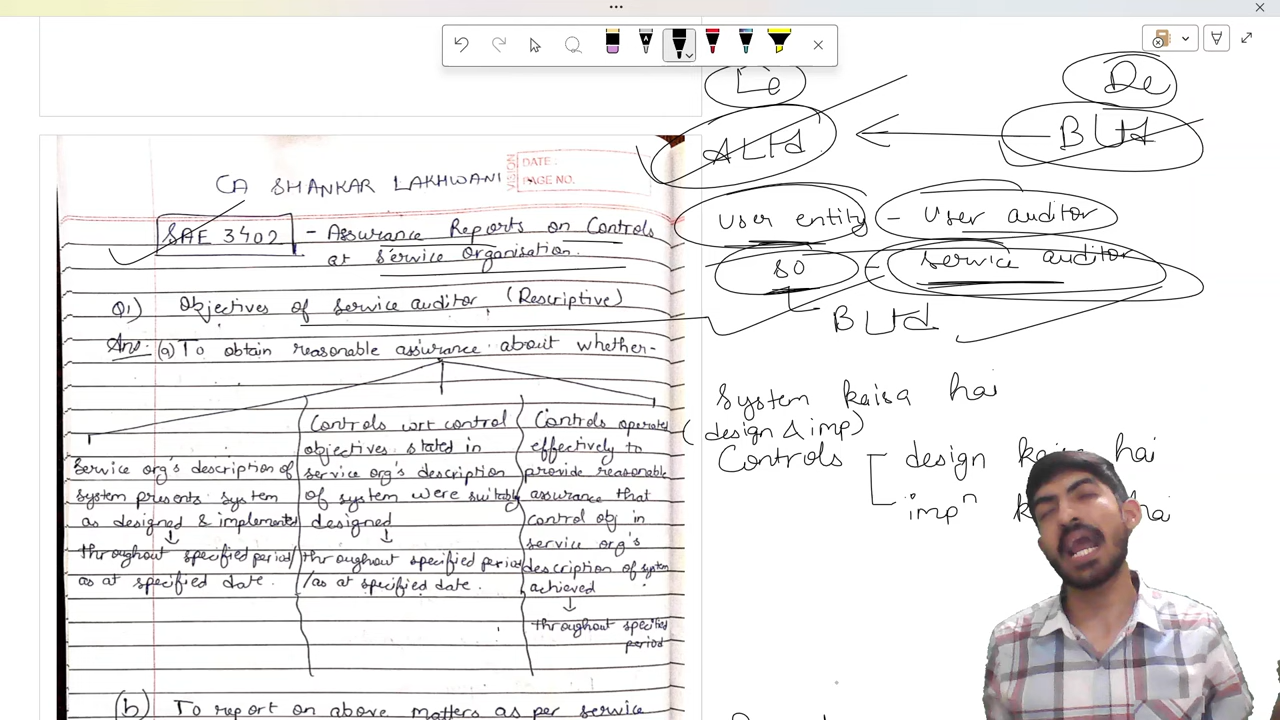 CA SHANKAR LAKHWANI
VISION
DATE :
PAGE NO.
SAE 3402 - Assurance Reports on Controls
at Service Organisation.
Q1) Objectives of service auditor (Rescriptive)
Ans. (a) To obtain reasonable assurance about whether-
Service org's description of
system presents system
as designed & implemented
throughout specified period/
as at specified date.
Controls wrt control
objectives stated in
service org's description
of system were suitably
designed
throughout specified period
/as at specified date.
Controls operated
effectively to
provide reasonable
assurance that
control obj in
service org's
description of system
achieved
throughout specified
period
(b) To report on above matters as per service
Le De
A Ltd B Ltd
user entity - user auditor
SO - service auditor
B Ltd
System kaisa hai
(design & imp)
Controls design hai
impⁿ hai